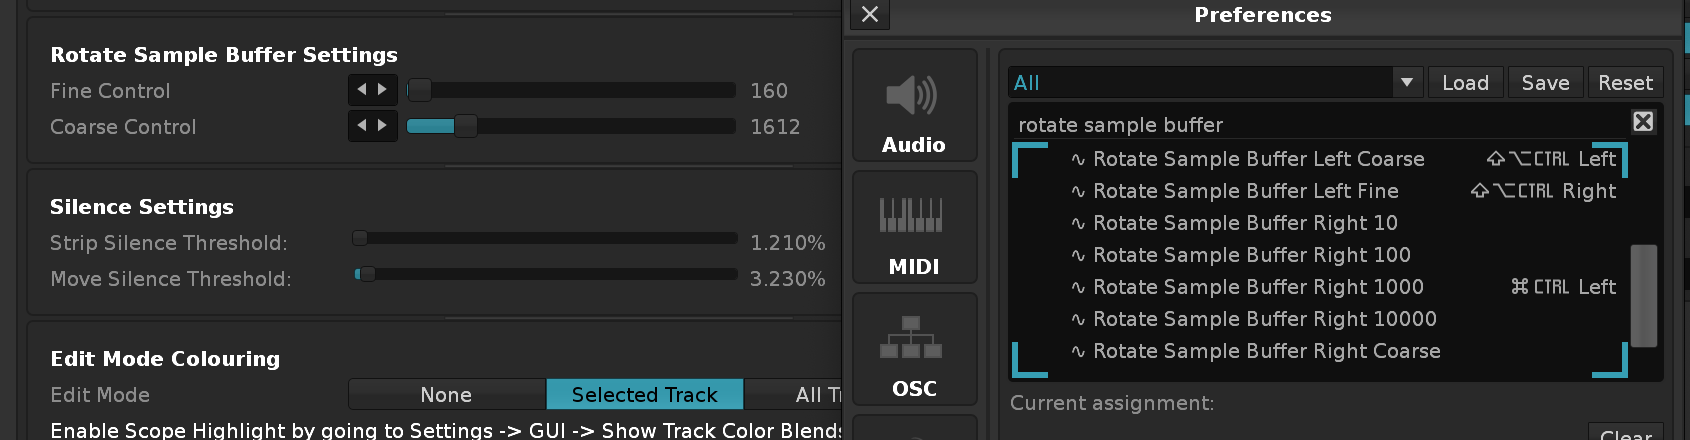 Rotate Sample Buffer Settings
Fine Control 160
Coarse Control 1612
Silence Settings
Strip Silence Threshold: 1.210%
Move Silence Threshold: 3.230%
Edit Mode Colouring
Edit Mode None Selected Track All
Enable Scope Highlight by going to Settings -> GUI -> Show Track Color Blends
Preferences
Audio
MIDI
OSC
All Load Save Reset
rotate sample buffer
∿ Rotate Sample Buffer Left Coarse ⇧⌥CTRL Left
∿ Rotate Sample Buffer Left Fine ⇧⌥CTRL Right
∿ Rotate Sample Buffer Right 10
∿ Rotate Sample Buffer Right 100
∿ Rotate Sample Buffer Right 1000 ⌘CTRL Left
∿ Rotate Sample Buffer Right 10000
∿ Rotate Sample Buffer Right Coarse
Current assignment:
Clear